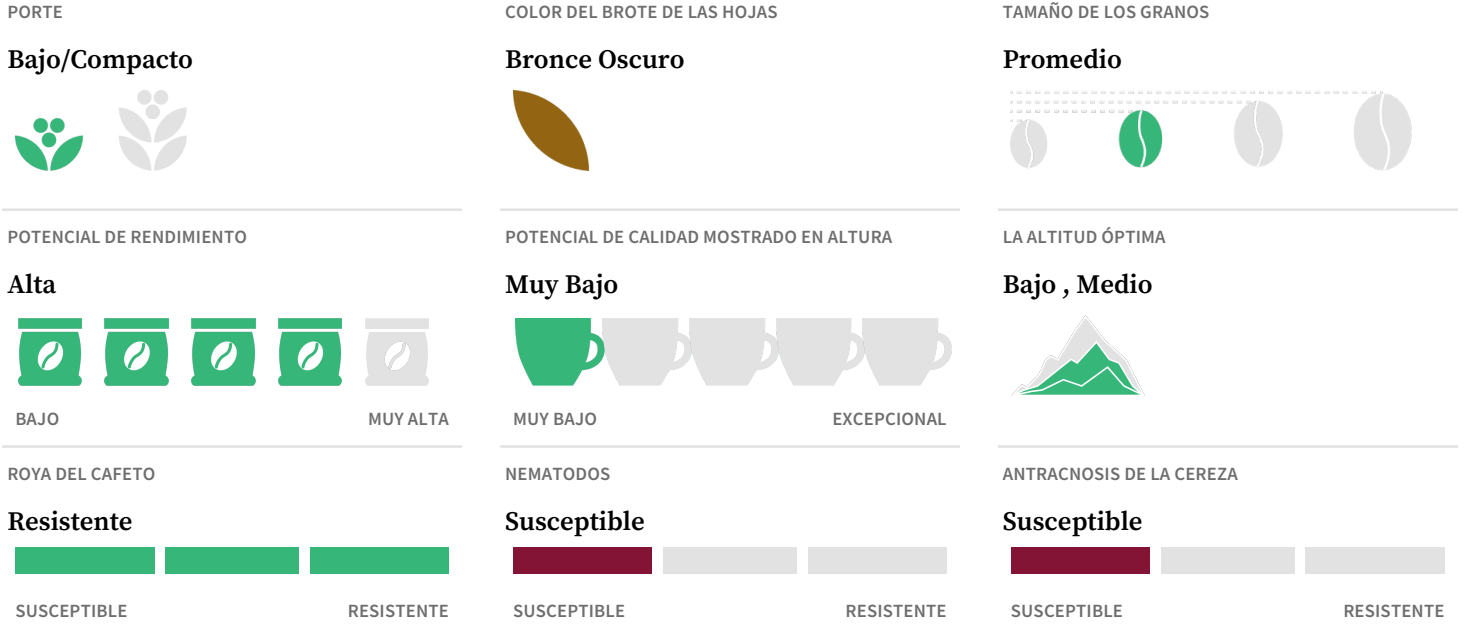 PORTE
Bajo/Compacto
COLOR DEL BROTE DE LAS HOJAS
Bronce Oscuro
TAMAÑO DE LOS GRANOS
Promedio
POTENCIAL DE RENDIMIENTO
Alta
BAJO
MUY ALTA
POTENCIAL DE CALIDAD MOSTRADO EN ALTURA
Muy Bajo
MUY BAJO
EXCEPCIONAL
LA ALTITUD ÓPTIMA
Bajo , Medio
ROYA DEL CAFETO
Resistente
SUSCEPTIBLE
RESISTENTE
NEMATODOS
Susceptible
SUSCEPTIBLE
RESISTENTE
ANTRACNOSIS DE LA CEREZA
Susceptible
SUSCEPTIBLE
RESISTENTE